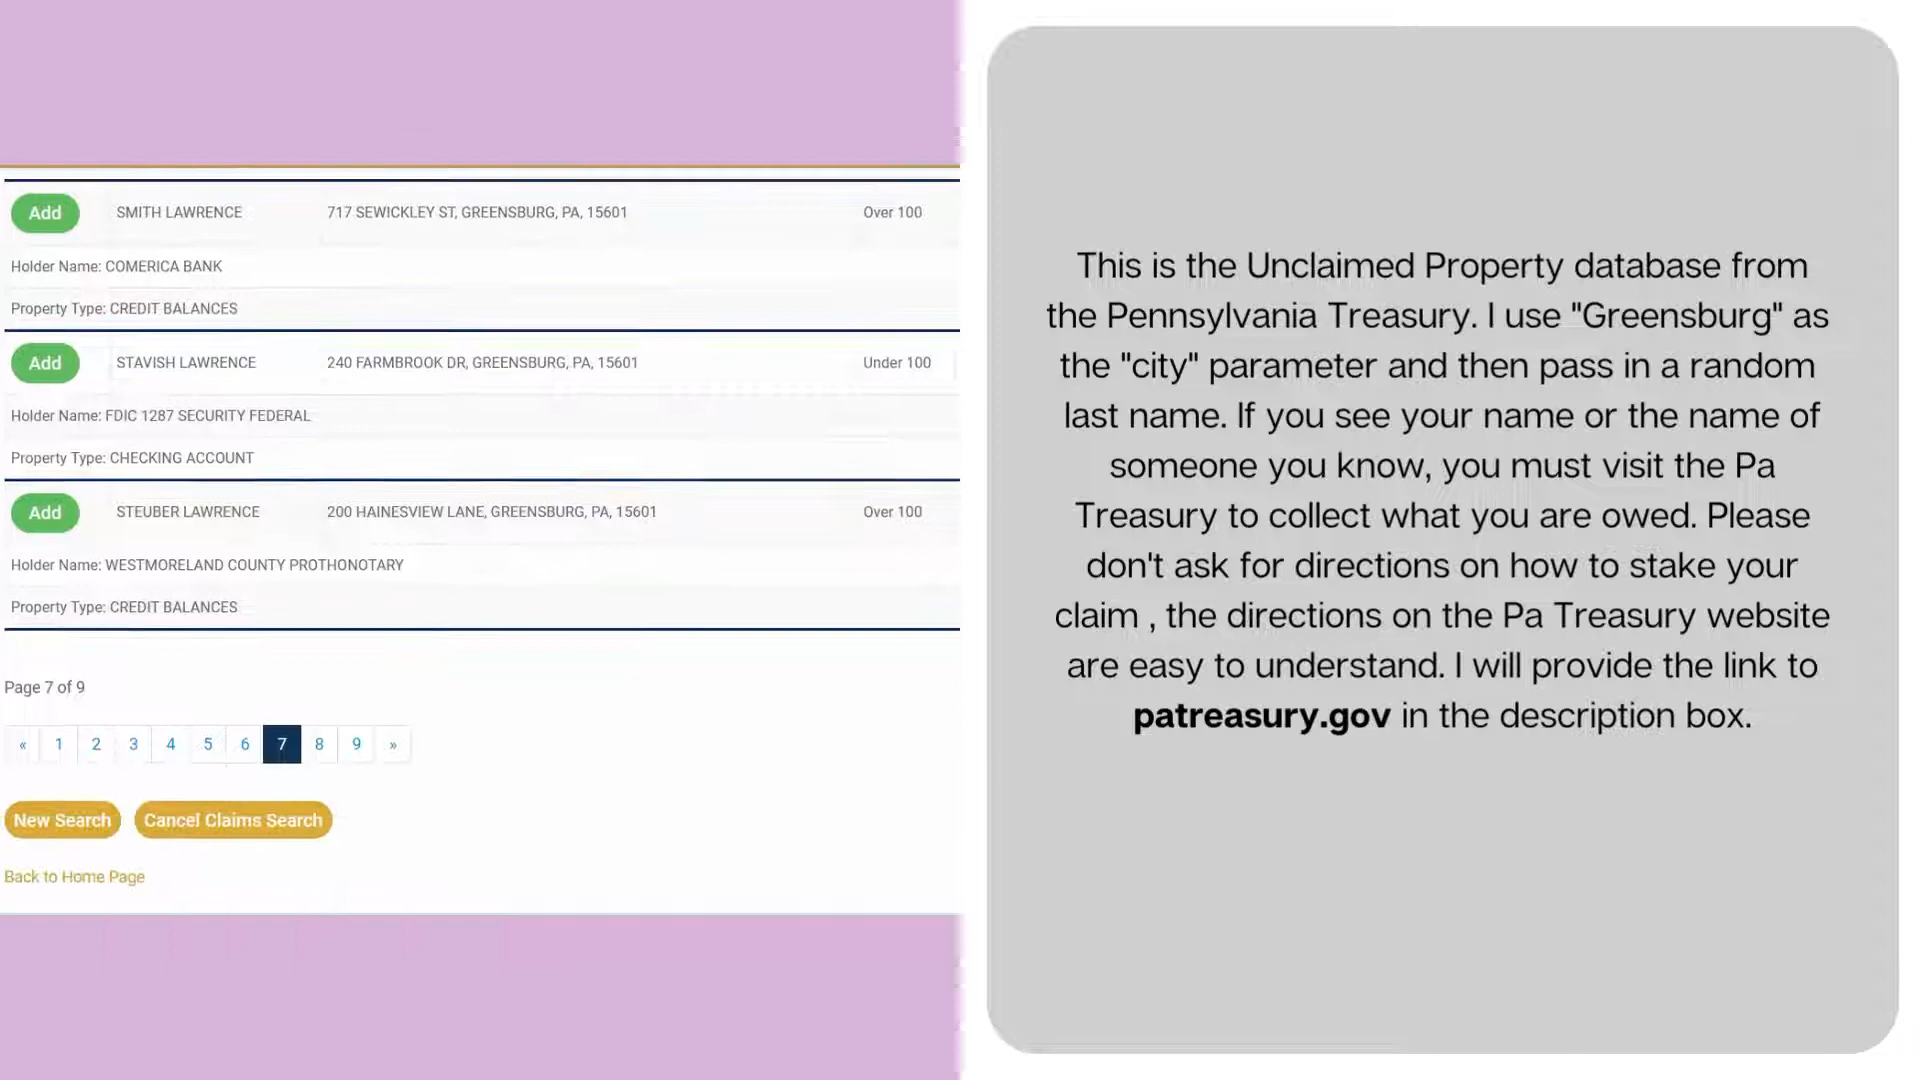 Add SMITH LAWRENCE 717 SEWICKLEY ST, GREENSBURG, PA, 15601 Over 100
Holder Name: COMERICA BANK
Property Type: CREDIT BALANCES
Add STAVISH LAWRENCE 240 FARMBROOK DR, GREENSBURG, PA, 15601 Under 100
Holder Name: FDIC 1287 SECURITY FEDERAL
Property Type: CHECKING ACCOUNT
Add STEUBER LAWRENCE 200 HAINESVIEW LANE, GREENSBURG, PA, 15601 Over 100
Holder Name: WESTMORELAND COUNTY PROTHONOTARY
Property Type: CREDIT BALANCES
Page 7 of 9
« 1 2 3 4 5 6 7 8 9 »
New Search Cancel Claims Search
Back to Home Page
This is the Unclaimed Property database from
the Pennsylvania Treasury. I use "Greensburg" as
the "city" parameter and then pass in a random
last name. If you see your name or the name of
someone you know, you must visit the Pa
Treasury to collect what you are owed. Please
don't ask for directions on how to stake your
claim , the directions on the Pa Treasury website
are easy to understand. I will provide the link to
patreasury.gov in the description box.